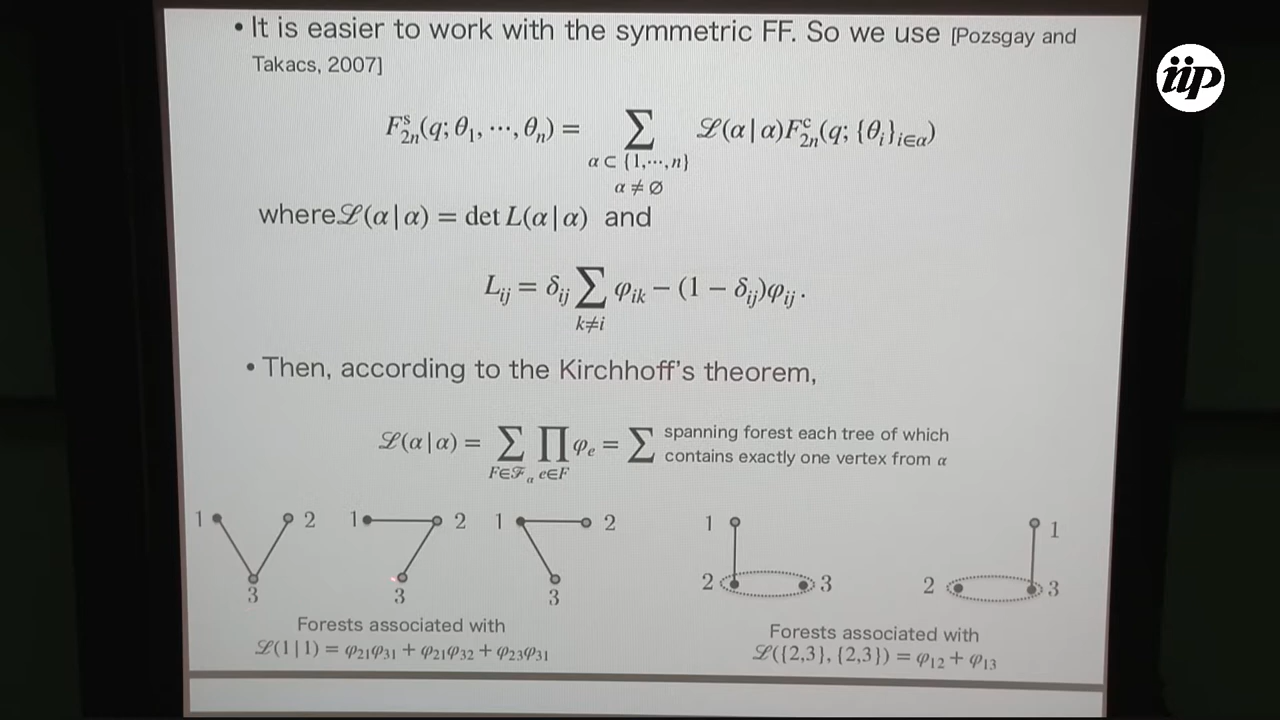 • It is easier to work with the symmetric FF. So we use [Pozsgay and
Takacs, 2007]
F^s_{2n}(q; θ_1, ⋯, θ_n) = ∑_{α ⊂ {1,⋯,n} α ≠ ∅} ℒ(α|α)F^c_{2n}(q; {θ_i}_{i∈α})
whereℒ(α|α) = det L(α|α) and
L_{ij} = δ_{ij} ∑_{k≠i} φ_{ik} − (1 − δ_{ij})φ_{ij}.
• Then, according to the Kirchhoff's theorem,
ℒ(α|α) = ∑_{F∈ℱ_α} ∏_{e∈F} φ_e = ∑ spanning forest each tree of which
contains exactly one vertex from α
1 2 1 2 1 2 1 1
3 3 3 2 3 2 3
Forests associated with
ℒ(1|1) = φ_{21}φ_{31} + φ_{21}φ_{32} + φ_{23}φ_{31}
Forests associated with
ℒ({2,3}, {2,3}) = φ_{12} + φ_{13}
iip